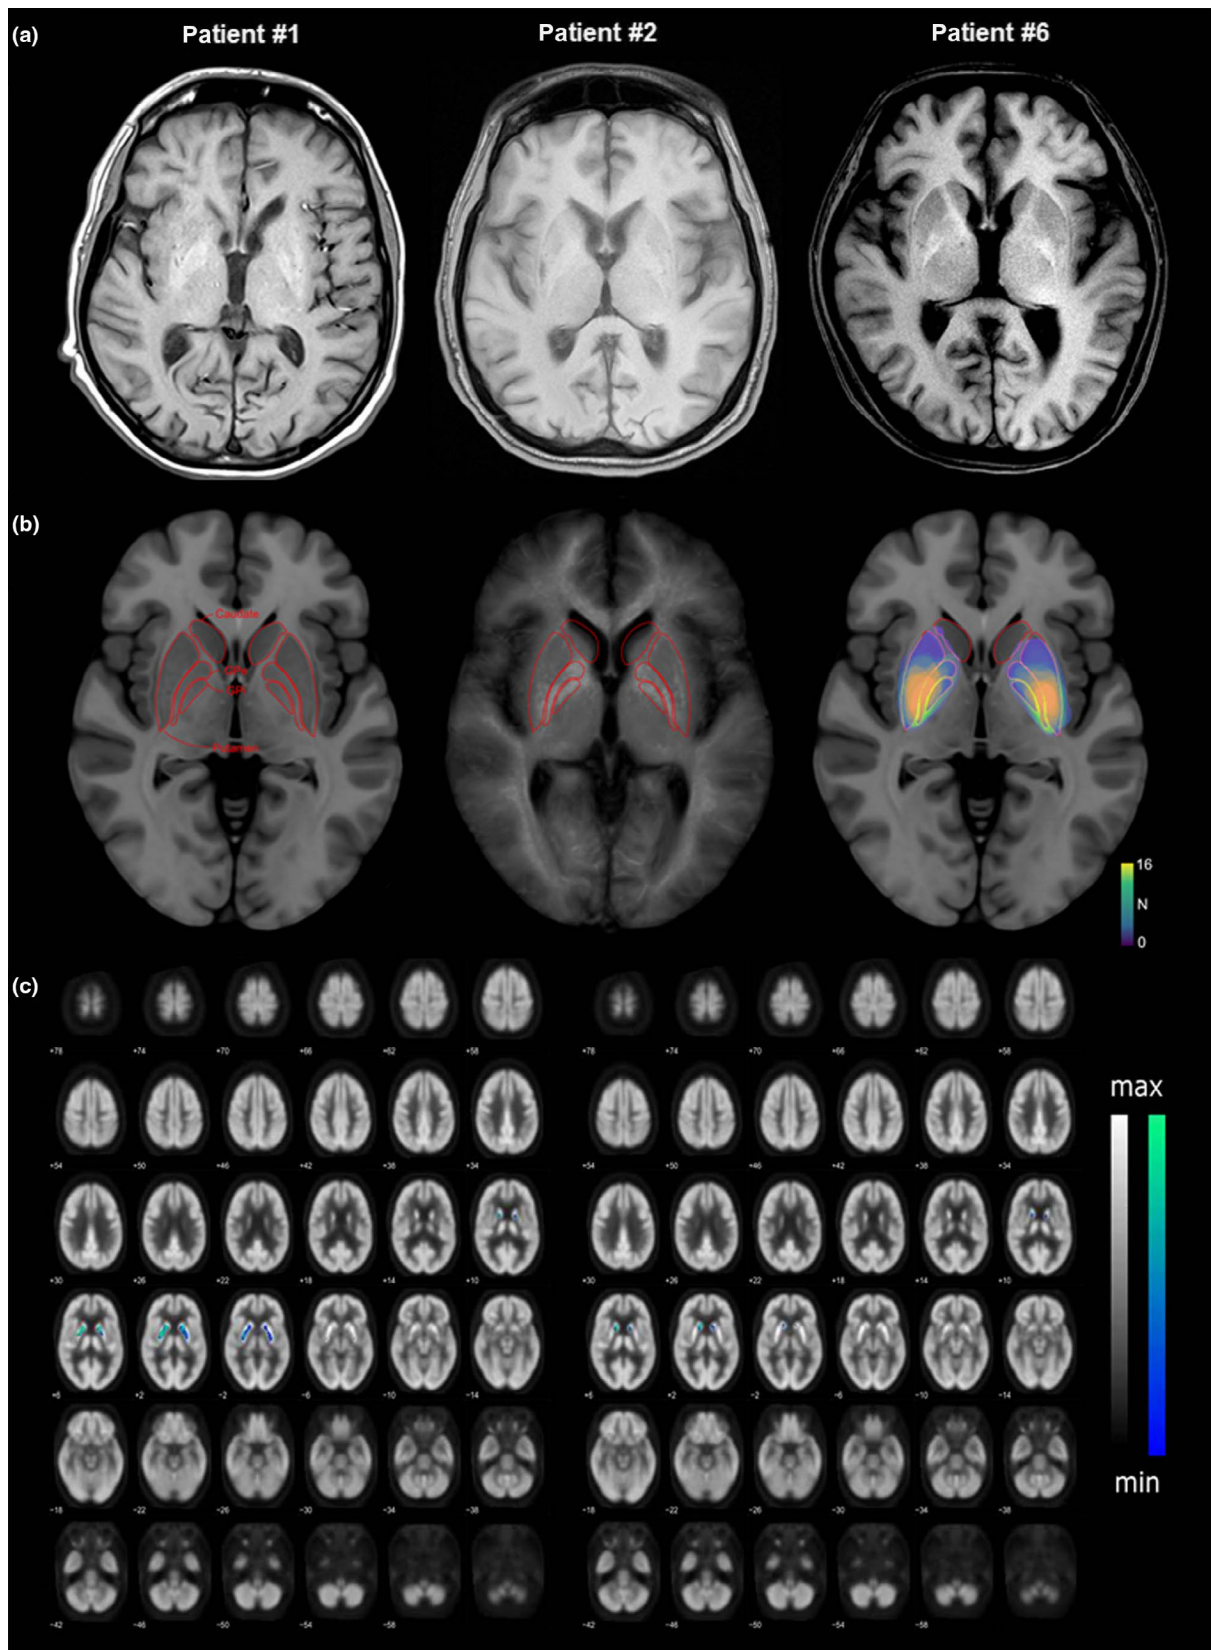 (a)
Patient #1 Patient #2 Patient #6
(b)
Caudate
GPe
GPi
Putamen
16
N
0
(c)
+78 +74 +70 +66 +62 +58 +78 +74 +70 +66 +62 +58
max
+54 +50 +46 +42 +38 +34 +54 +50 +46 +42 +38 +34
+30 +26 +22 +18 +14 +10 +30 +26 +22 +18 +14 +10
+6 +2 −2 −6 −10 −14 +6 +2 −2 −6 −10 −14
min
−18 −22 −26 −30 −34 −38 −18 −22 −26 −30 −34 −38
−42 −46 −50 −54 −58 −42 −46 −50 −54 −58